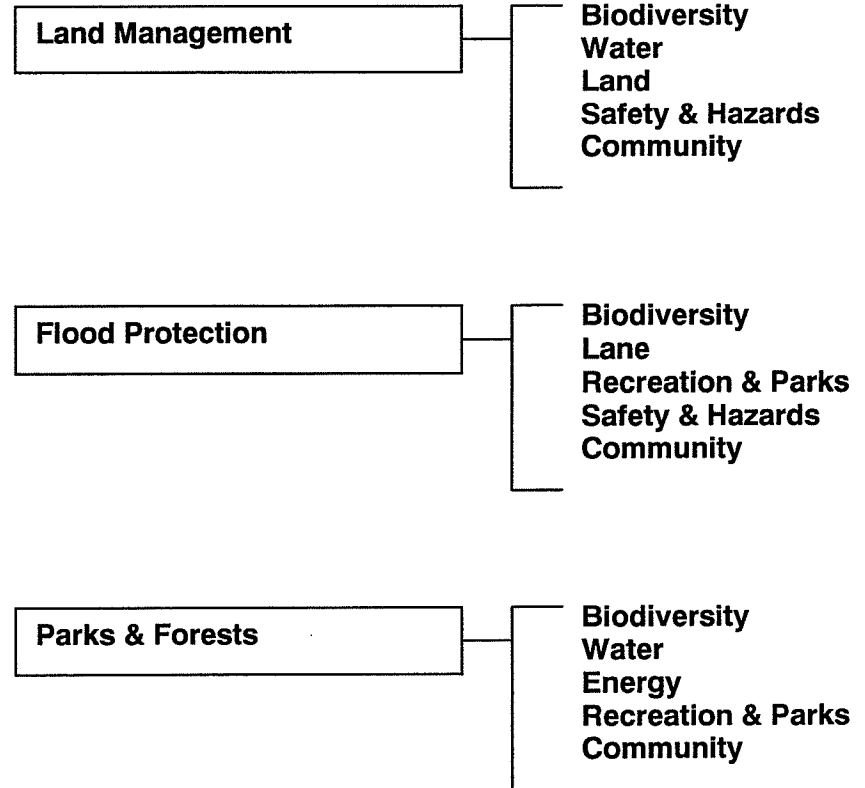 Land Management
Biodiversity
Water
Land
Safety & Hazards
Community
Flood Protection
Biodiversity
Lane
Recreation & Parks
Safety & Hazards
Community
Parks & Forests
Biodiversity
Water
Energy
Recreation & Parks
Community